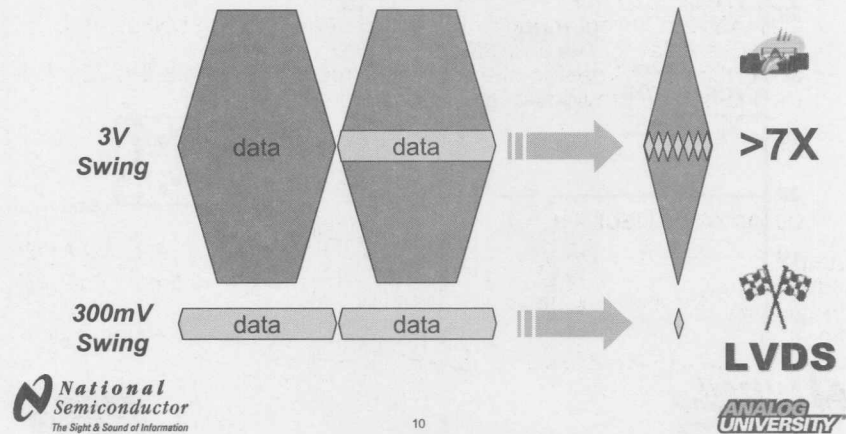 3V
Swing
data
data
>7X
300mV
Swing
data
data
LVDS
National
Semiconductor
The Sight & Sound of Information
10
ANALOG
UNIVERSITY™